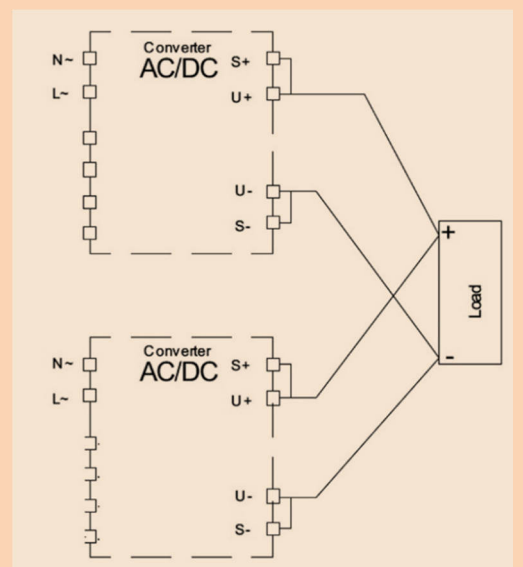 Converter
AC/DC
N~
L~
S+
U+
U-
S-
+
-
Load
Converter
AC/DC
N~
L~
S+
U+
U-
S-